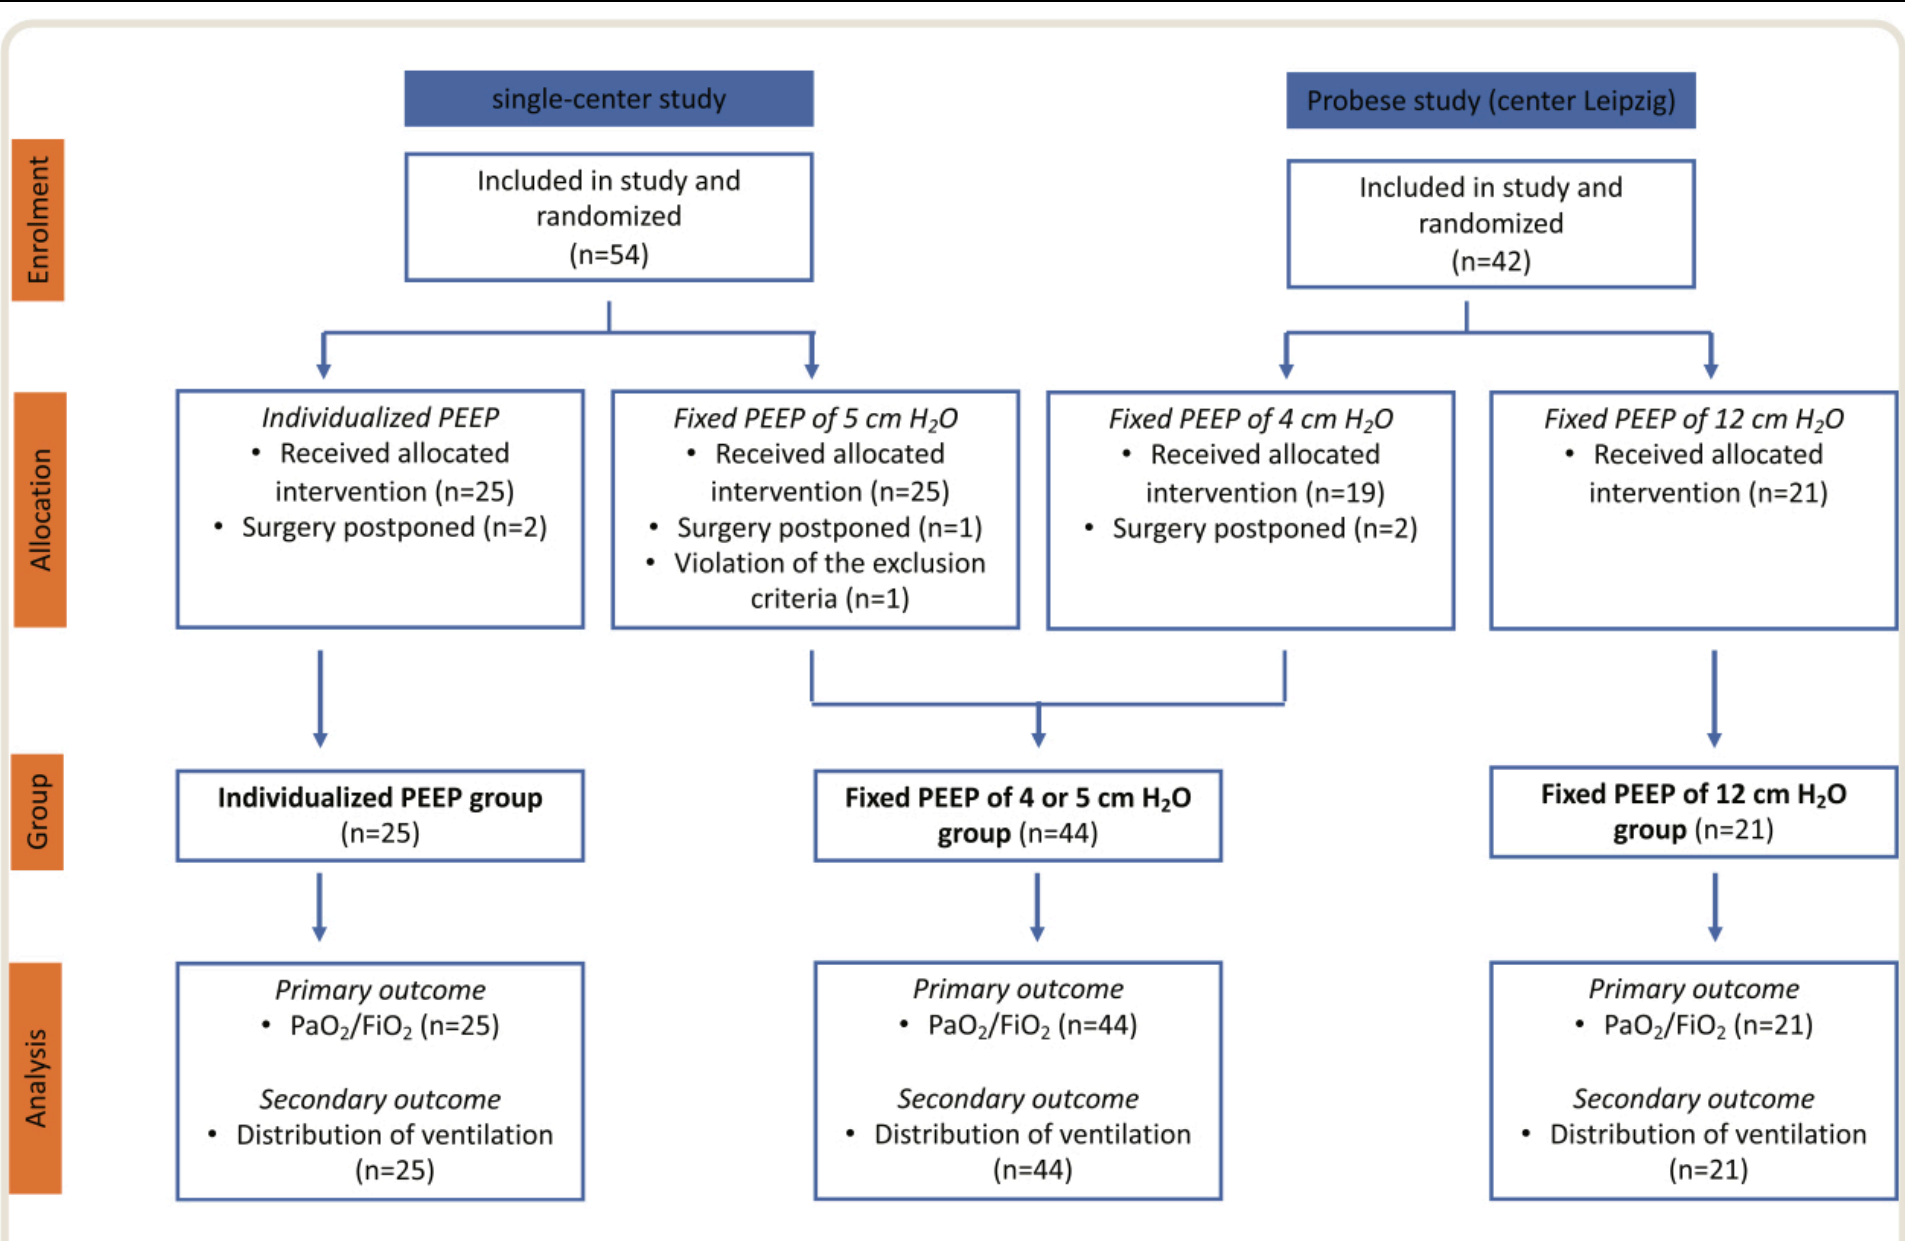 single-center study
Probese study (center Leipzig)
Enrolment
Included in study and
randomized
(n=54)
Included in study and
randomized
(n=42)
Allocation
Individualized PEEP
• Received allocated
intervention (n=25)
• Surgery postponed (n=2)
Fixed PEEP of 5 cm H₂O
• Received allocated
intervention (n=25)
• Surgery postponed (n=1)
• Violation of the exclusion
criteria (n=1)
Fixed PEEP of 4 cm H₂O
• Received allocated
intervention (n=19)
• Surgery postponed (n=2)
Fixed PEEP of 12 cm H₂O
• Received allocated
intervention (n=21)
Group
Individualized PEEP group
(n=25)
Fixed PEEP of 4 or 5 cm H₂O
group (n=44)
Fixed PEEP of 12 cm H₂O
group (n=21)
Analysis
Primary outcome
• PaO₂/FiO₂ (n=25)
Secondary outcome
• Distribution of ventilation
(n=25)
Primary outcome
• PaO₂/FiO₂ (n=44)
Secondary outcome
• Distribution of ventilation
(n=44)
Primary outcome
• PaO₂/FiO₂ (n=21)
Secondary outcome
• Distribution of ventilation
(n=21)